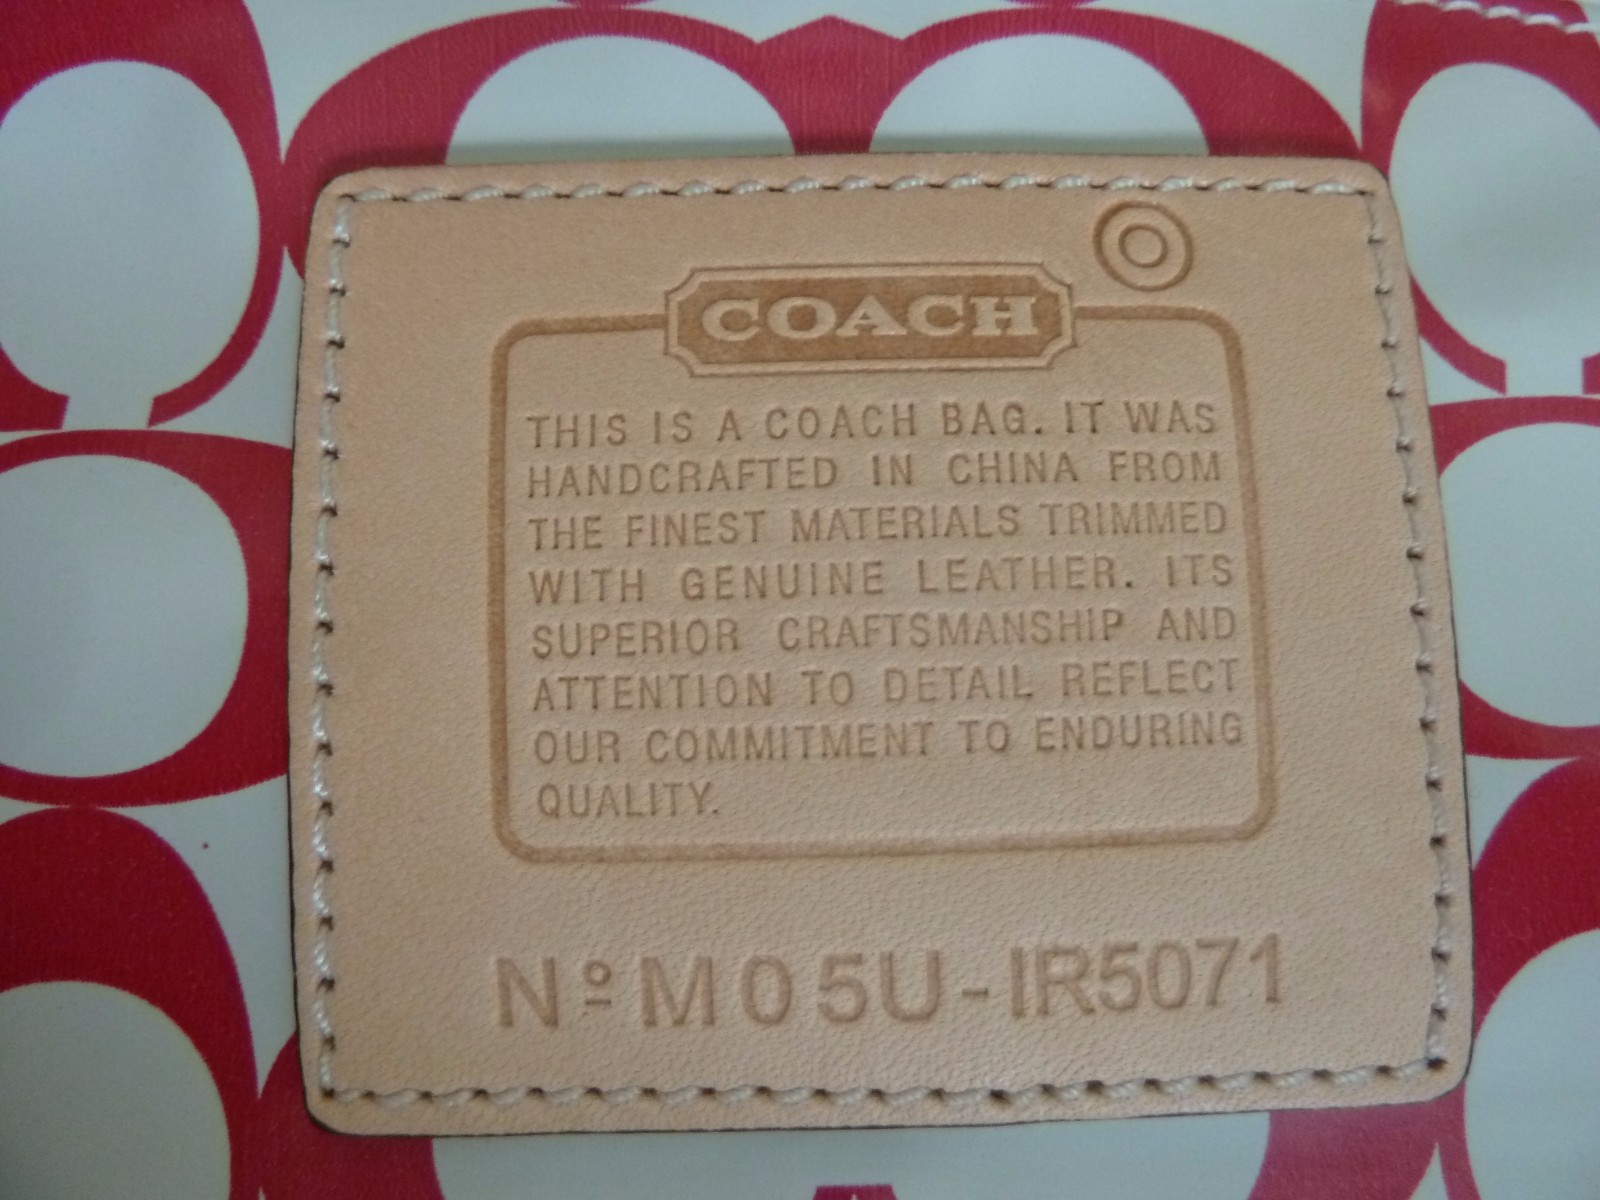 COACH
THIS IS A COACH BAG. IT WAS
HANDCRAFTED IN CHINA FROM
THE FINEST MATERIALS TRIMMED
WITH GENUINE LEATHER. ITS
SUPERIOR CRAFTSMANSHIP AND
ATTENTION TO DETAIL REFLECT
OUR COMMITMENT TO ENDURING
QUALITY.
Nº M05U-IR5071